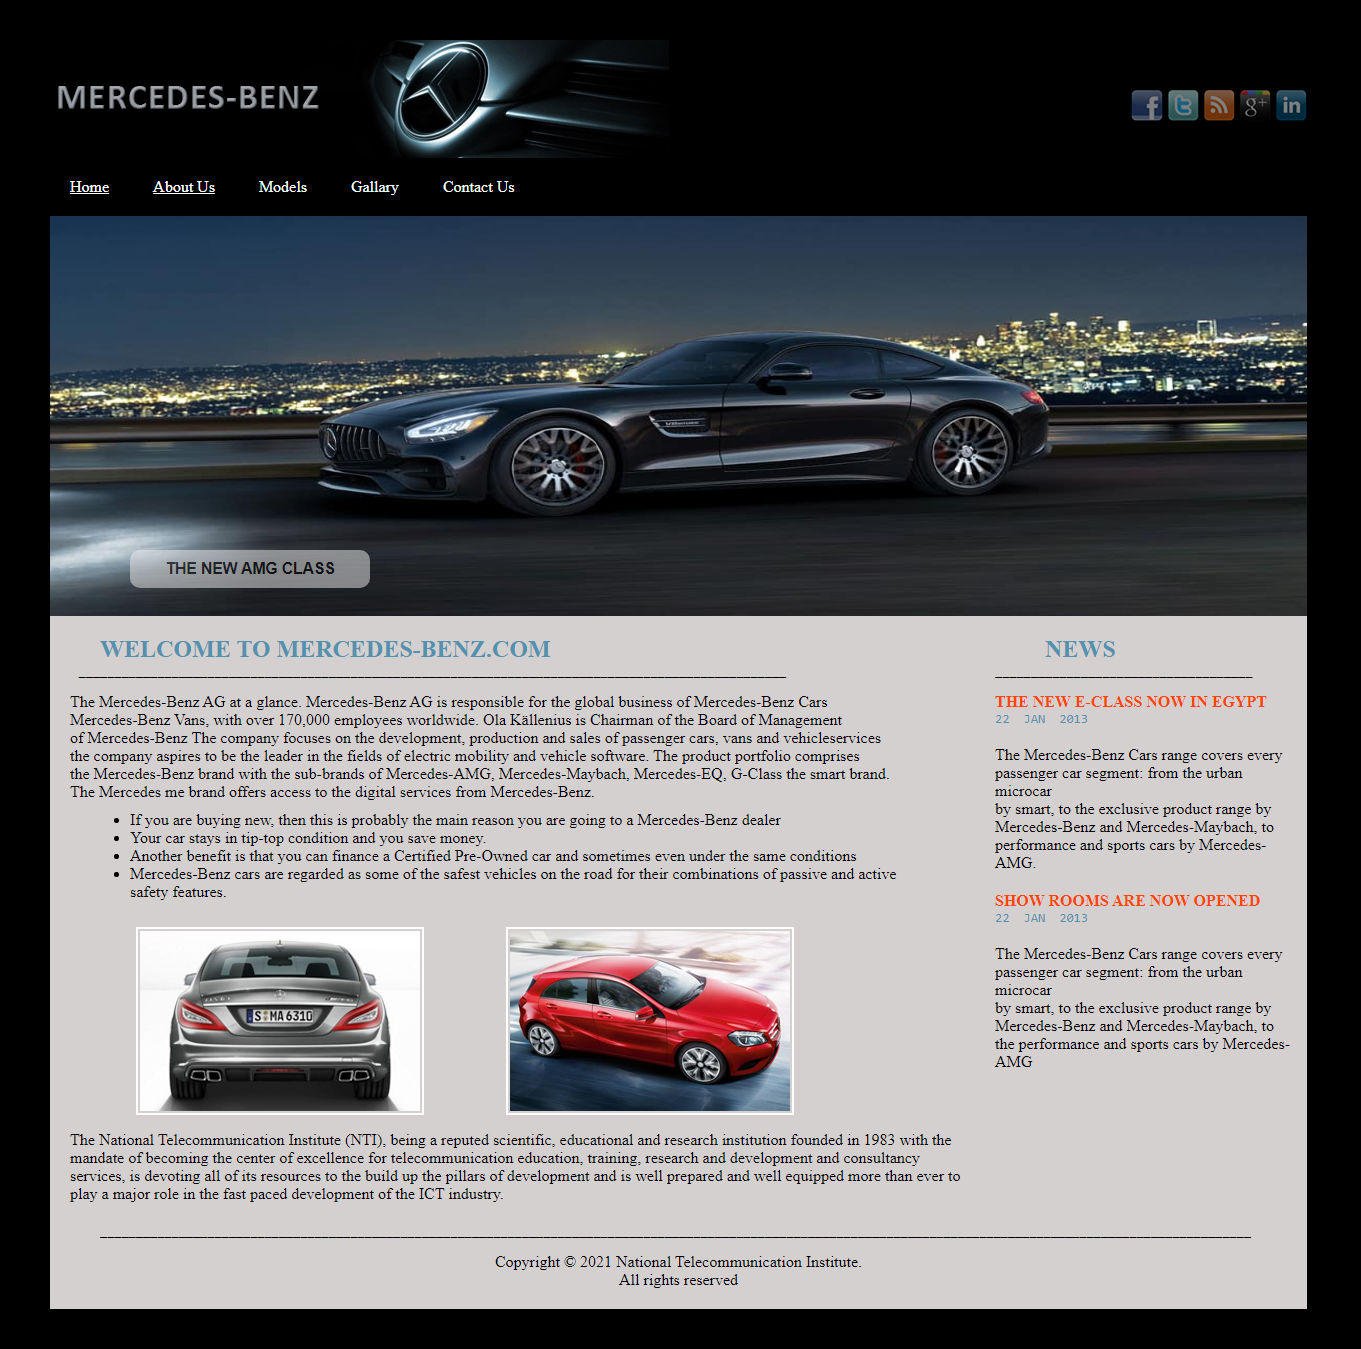 MERCEDES-BENZ
Home About Us Models Gallary Contact Us
THE NEW AMG CLASS
WELCOME TO MERCEDES-BENZ.COM
The Mercedes-Benz AG at a glance. Mercedes-Benz AG is responsible for the global business of Mercedes-Benz Cars
Mercedes-Benz Vans, with over 170,000 employees worldwide. Ola Källenius is Chairman of the Board of Management
of Mercedes-Benz The company focuses on the development, production and sales of passenger cars, vans and vehicleservices
the company aspires to be the leader in the fields of electric mobility and vehicle software. The product portfolio comprises
the Mercedes-Benz brand with the sub-brands of Mercedes-AMG, Mercedes-Maybach, Mercedes-EQ, G-Class the smart brand.
The Mercedes me brand offers access to the digital services from Mercedes-Benz.
If you are buying new, then this is probably the main reason you are going to a Mercedes-Benz dealer
Your car stays in tip-top condition and you save money.
Another benefit is that you can finance a Certified Pre-Owned car and sometimes even under the same conditions
Mercedes-Benz cars are regarded as some of the safest vehicles on the road for their combinations of passive and active
safety features.
S MA 6310
The National Telecommunication Institute (NTI), being a reputed scientific, educational and research institution founded in 1983 with the
mandate of becoming the center of excellence for telecommunication education, training, research and development and consultancy
services, is devoting all of its resources to the build up the pillars of development and is well prepared and well equipped more than ever to
play a major role in the fast paced development of the ICT industry.
NEWS
THE NEW E-CLASS NOW IN EGYPT
22 JAN 2013
The Mercedes-Benz Cars range covers every
passenger car segment: from the urban
microcar
by smart, to the exclusive product range by
Mercedes-Benz and Mercedes-Maybach, to
performance and sports cars by Mercedes-
AMG.
SHOW ROOMS ARE NOW OPENED
22 JAN 2013
The Mercedes-Benz Cars range covers every
passenger car segment: from the urban
microcar
by smart, to the exclusive product range by
Mercedes-Benz and Mercedes-Maybach, to
the performance and sports cars by Mercedes-
AMG
Copyright © 2021 National Telecommunication Institute.
All rights reserved